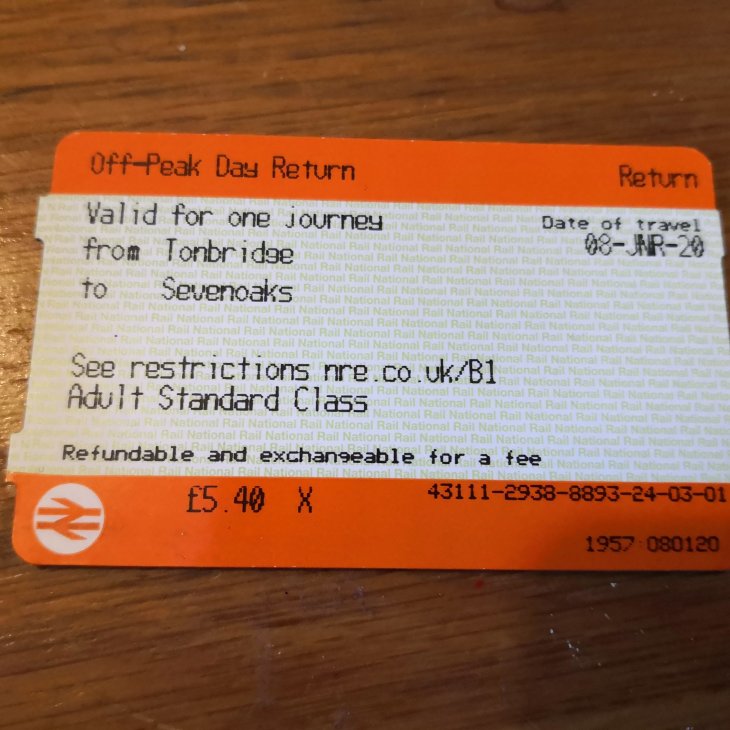 Off-Peak Day Return
Return
Valid for one journey
Date of travel
08-JNR-20
from Tonbridge
to Sevenoaks
See restrictions nre.co.uk/B1
Adult Standard Class
Refundable and exchangeable for a fee
£5.40 X
43111-2938-8893-24-03-01
1957 080120